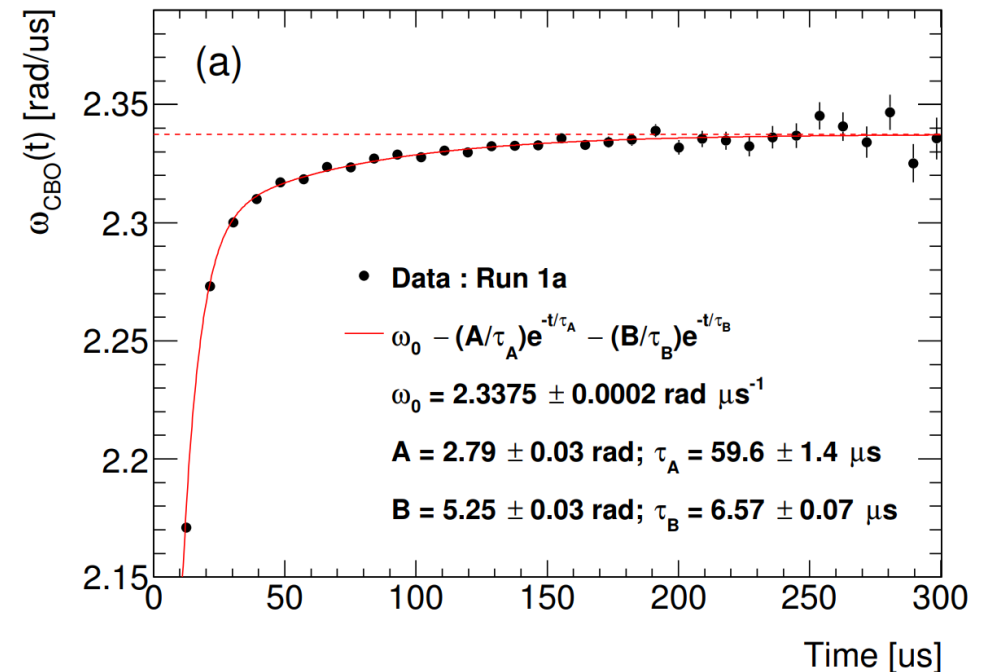 ω_CBO(t) [rad/us]
(a)
2.35
2.3
2.25
2.2
2.15
Data : Run 1a
ω₀ – (A/τ_A)e^{-t/τ_A} – (B/τ_B)e^{-t/τ_B}
ω₀ = 2.3375 ± 0.0002 rad μs⁻¹
A = 2.79 ± 0.03 rad; τ_A = 59.6 ± 1.4 μs
B = 5.25 ± 0.03 rad; τ_B = 6.57 ± 0.07 μs
0 50 100 150 200 250 300
Time [us]